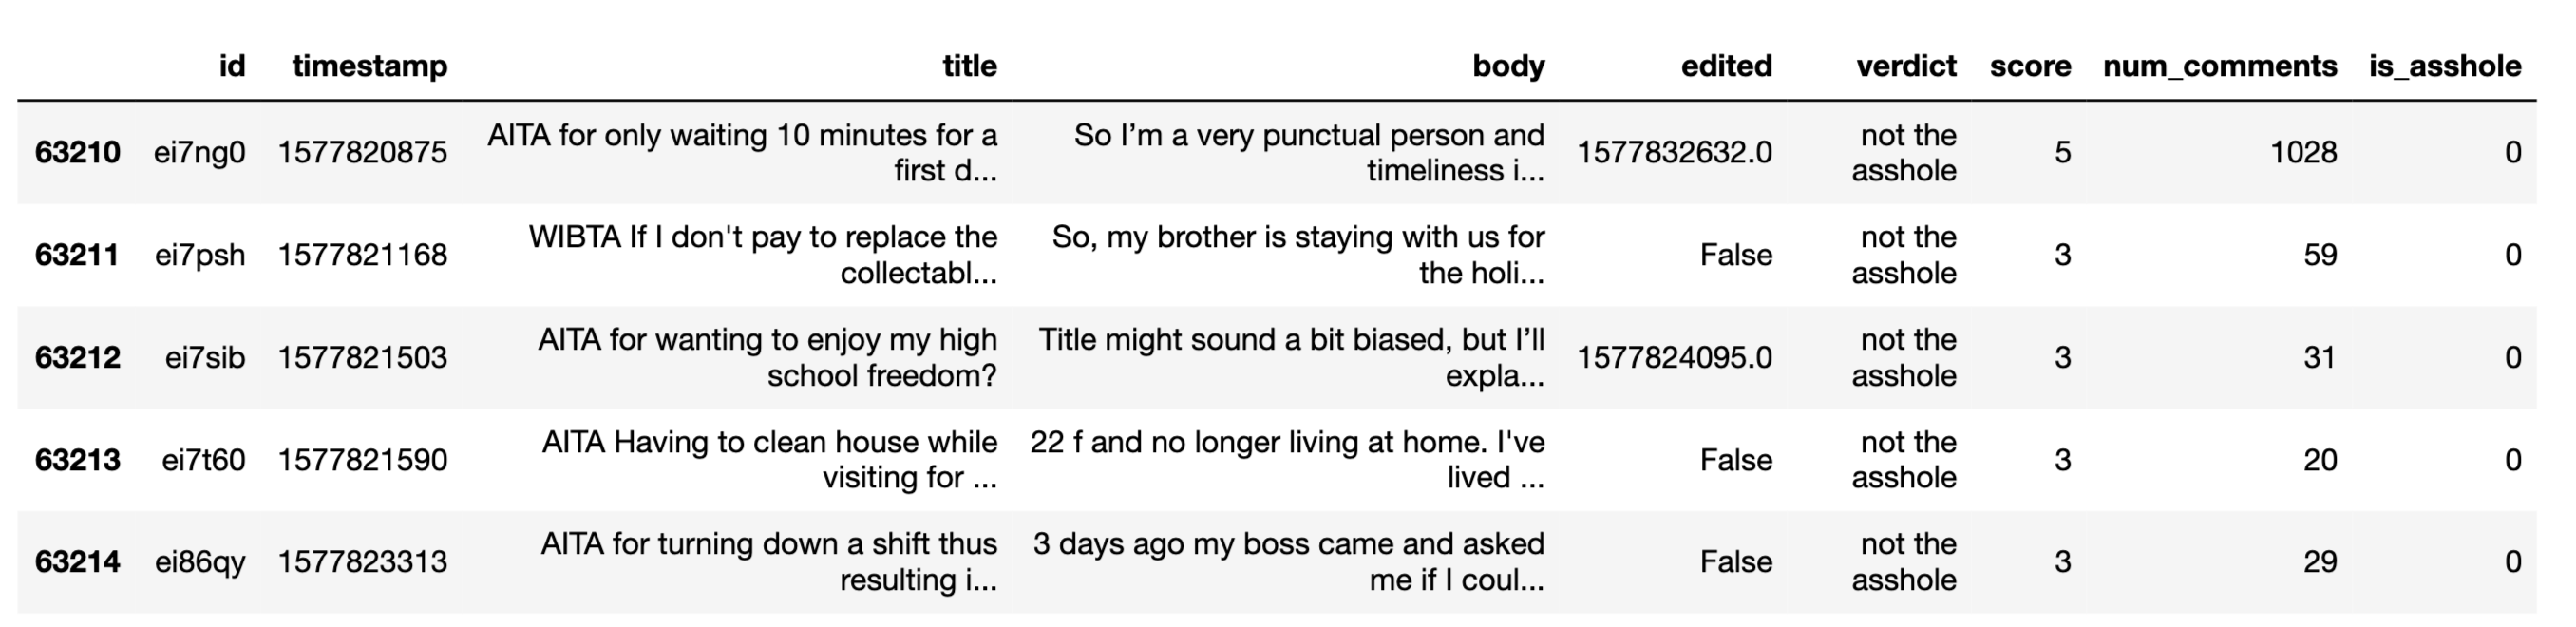 id timestamp title body edited verdict score num_comments is_asshole
63210 ei7ng0 1577820875 AITA for only waiting 10 minutes for a first d... So I’m a very punctual person and timeliness i... 1577832632.0 not the asshole 5 1028 0
63211 ei7psh 1577821168 WIBTA If I don't pay to replace the collectabl... So, my brother is staying with us for the holi... False not the asshole 3 59 0
63212 ei7sib 1577821503 AITA for wanting to enjoy my high school freedom? Title might sound a bit biased, but I’ll expla... 1577824095.0 not the asshole 3 31 0
63213 ei7t60 1577821590 AITA Having to clean house while visiting for ... 22 f and no longer living at home. I've lived ... False not the asshole 3 20 0
63214 ei86qy 1577823313 AITA for turning down a shift thus resulting i... 3 days ago my boss came and asked me if I coul... False not the asshole 3 29 0